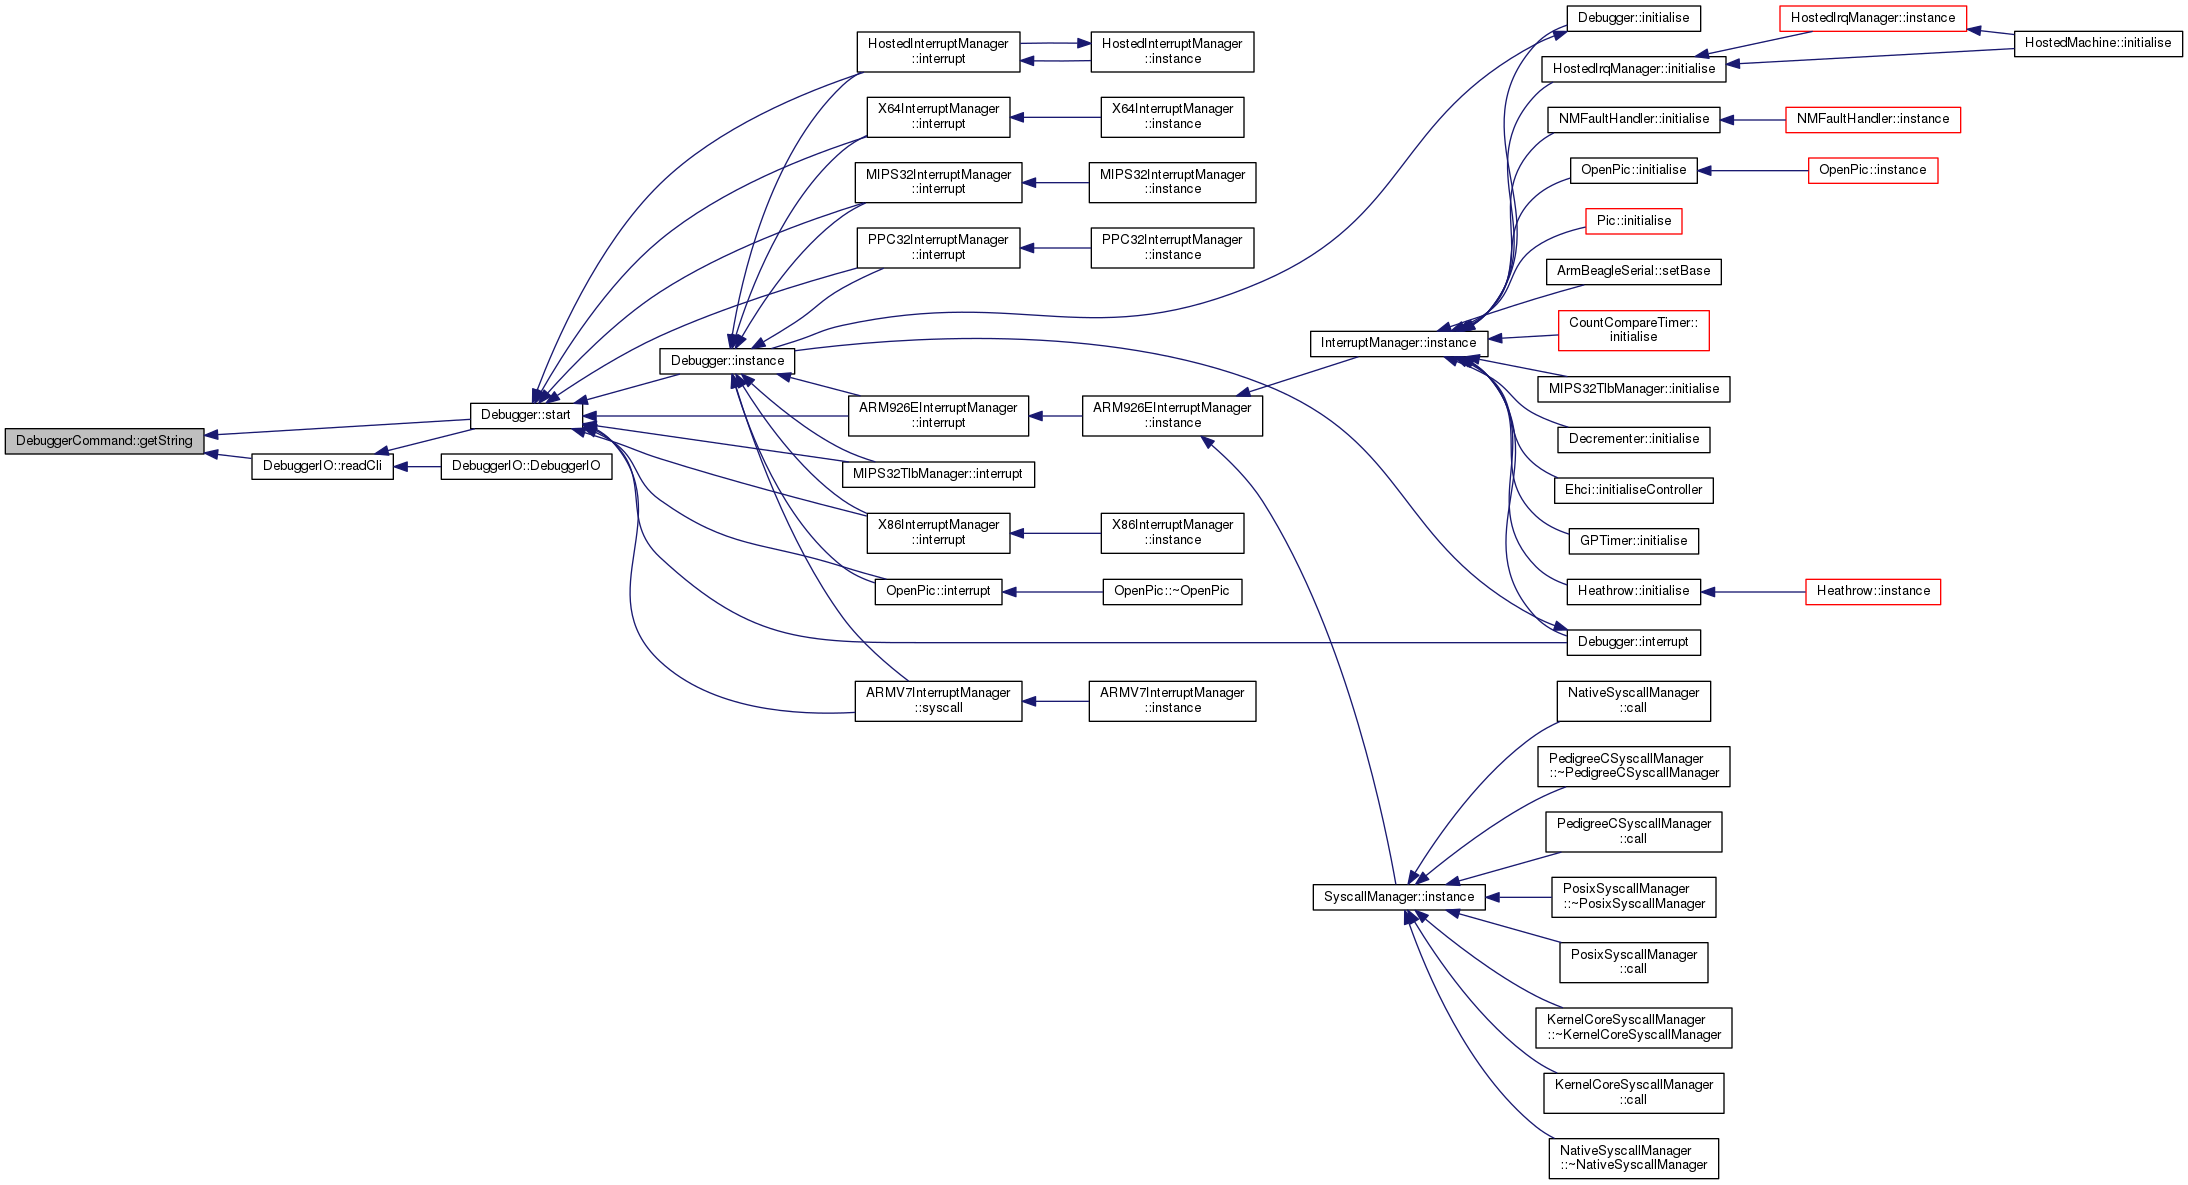 DebuggerCommand::getString
DebuggerIO::readCli
Debugger::start
DebuggerIO::DebuggerIO
Debugger::instance
HostedInterruptManager
::interrupt
X64InterruptManager
::interrupt
MIPS32InterruptManager
::interrupt
PPC32InterruptManager
::interrupt
ARM926EInterruptManager
::interrupt
MIPS32TlbManager::interrupt
X86InterruptManager
::interrupt
OpenPic::interrupt
ARMV7InterruptManager
::syscall
HostedInterruptManager
::instance
X64InterruptManager
::instance
MIPS32InterruptManager
::instance
PPC32InterruptManager
::instance
ARM926EInterruptManager
::instance
X86InterruptManager
::instance
OpenPic::~OpenPic
ARMV7InterruptManager
::instance
InterruptManager::instance
SyscallManager::instance
Debugger::initialise
HostedIrqManager::initialise
NMFaultHandler::initialise
OpenPic::initialise
Pic::initialise
ArmBeagleSerial::setBase
CountCompareTimer::
initialise
MIPS32TlbManager::initialise
Decrementer::initialise
Ehci::initialiseController
GPTimer::initialise
Heathrow::initialise
Debugger::interrupt
NativeSyscallManager
::call
PedigreeCSyscallManager
::~PedigreeCSyscallManager
PedigreeCSyscallManager
::call
PosixSyscallManager
::~PosixSyscallManager
PosixSyscallManager
::call
KernelCoreSyscallManager
::~KernelCoreSyscallManager
KernelCoreSyscallManager
::call
NativeSyscallManager
::~NativeSyscallManager
HostedIrqManager::instance
NMFaultHandler::instance
OpenPic::instance
Heathrow::instance
HostedMachine::initialise